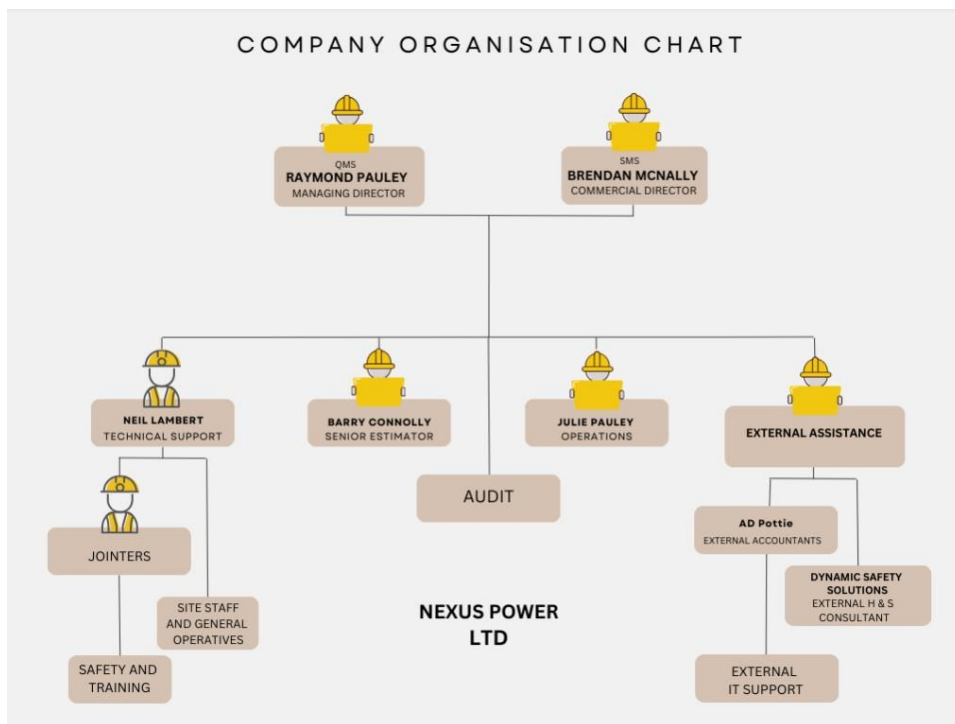 COMPANY ORGANISATION CHART
QMS
RAYMOND PAULEY
MANAGING DIRECTOR
SMS
BRENDAN MCNALLY
COMMERCIAL DIRECTOR
NEIL LAMBERT
TECHNICAL SUPPORT
BARRY CONNOLLY
SENIOR ESTIMATOR
JULIE PAULEY
OPERATIONS
EXTERNAL ASSISTANCE
AUDIT
JOINTERS
SITE STAFF
AND GENERAL
OPERATIVES
SAFETY AND
TRAINING
NEXUS POWER
LTD
AD Pottie
EXTERNAL ACCOUNTANTS
DYNAMIC SAFETY
SOLUTIONS
EXTERNAL H & S
CONSULTANT
EXTERNAL
IT SUPPORT